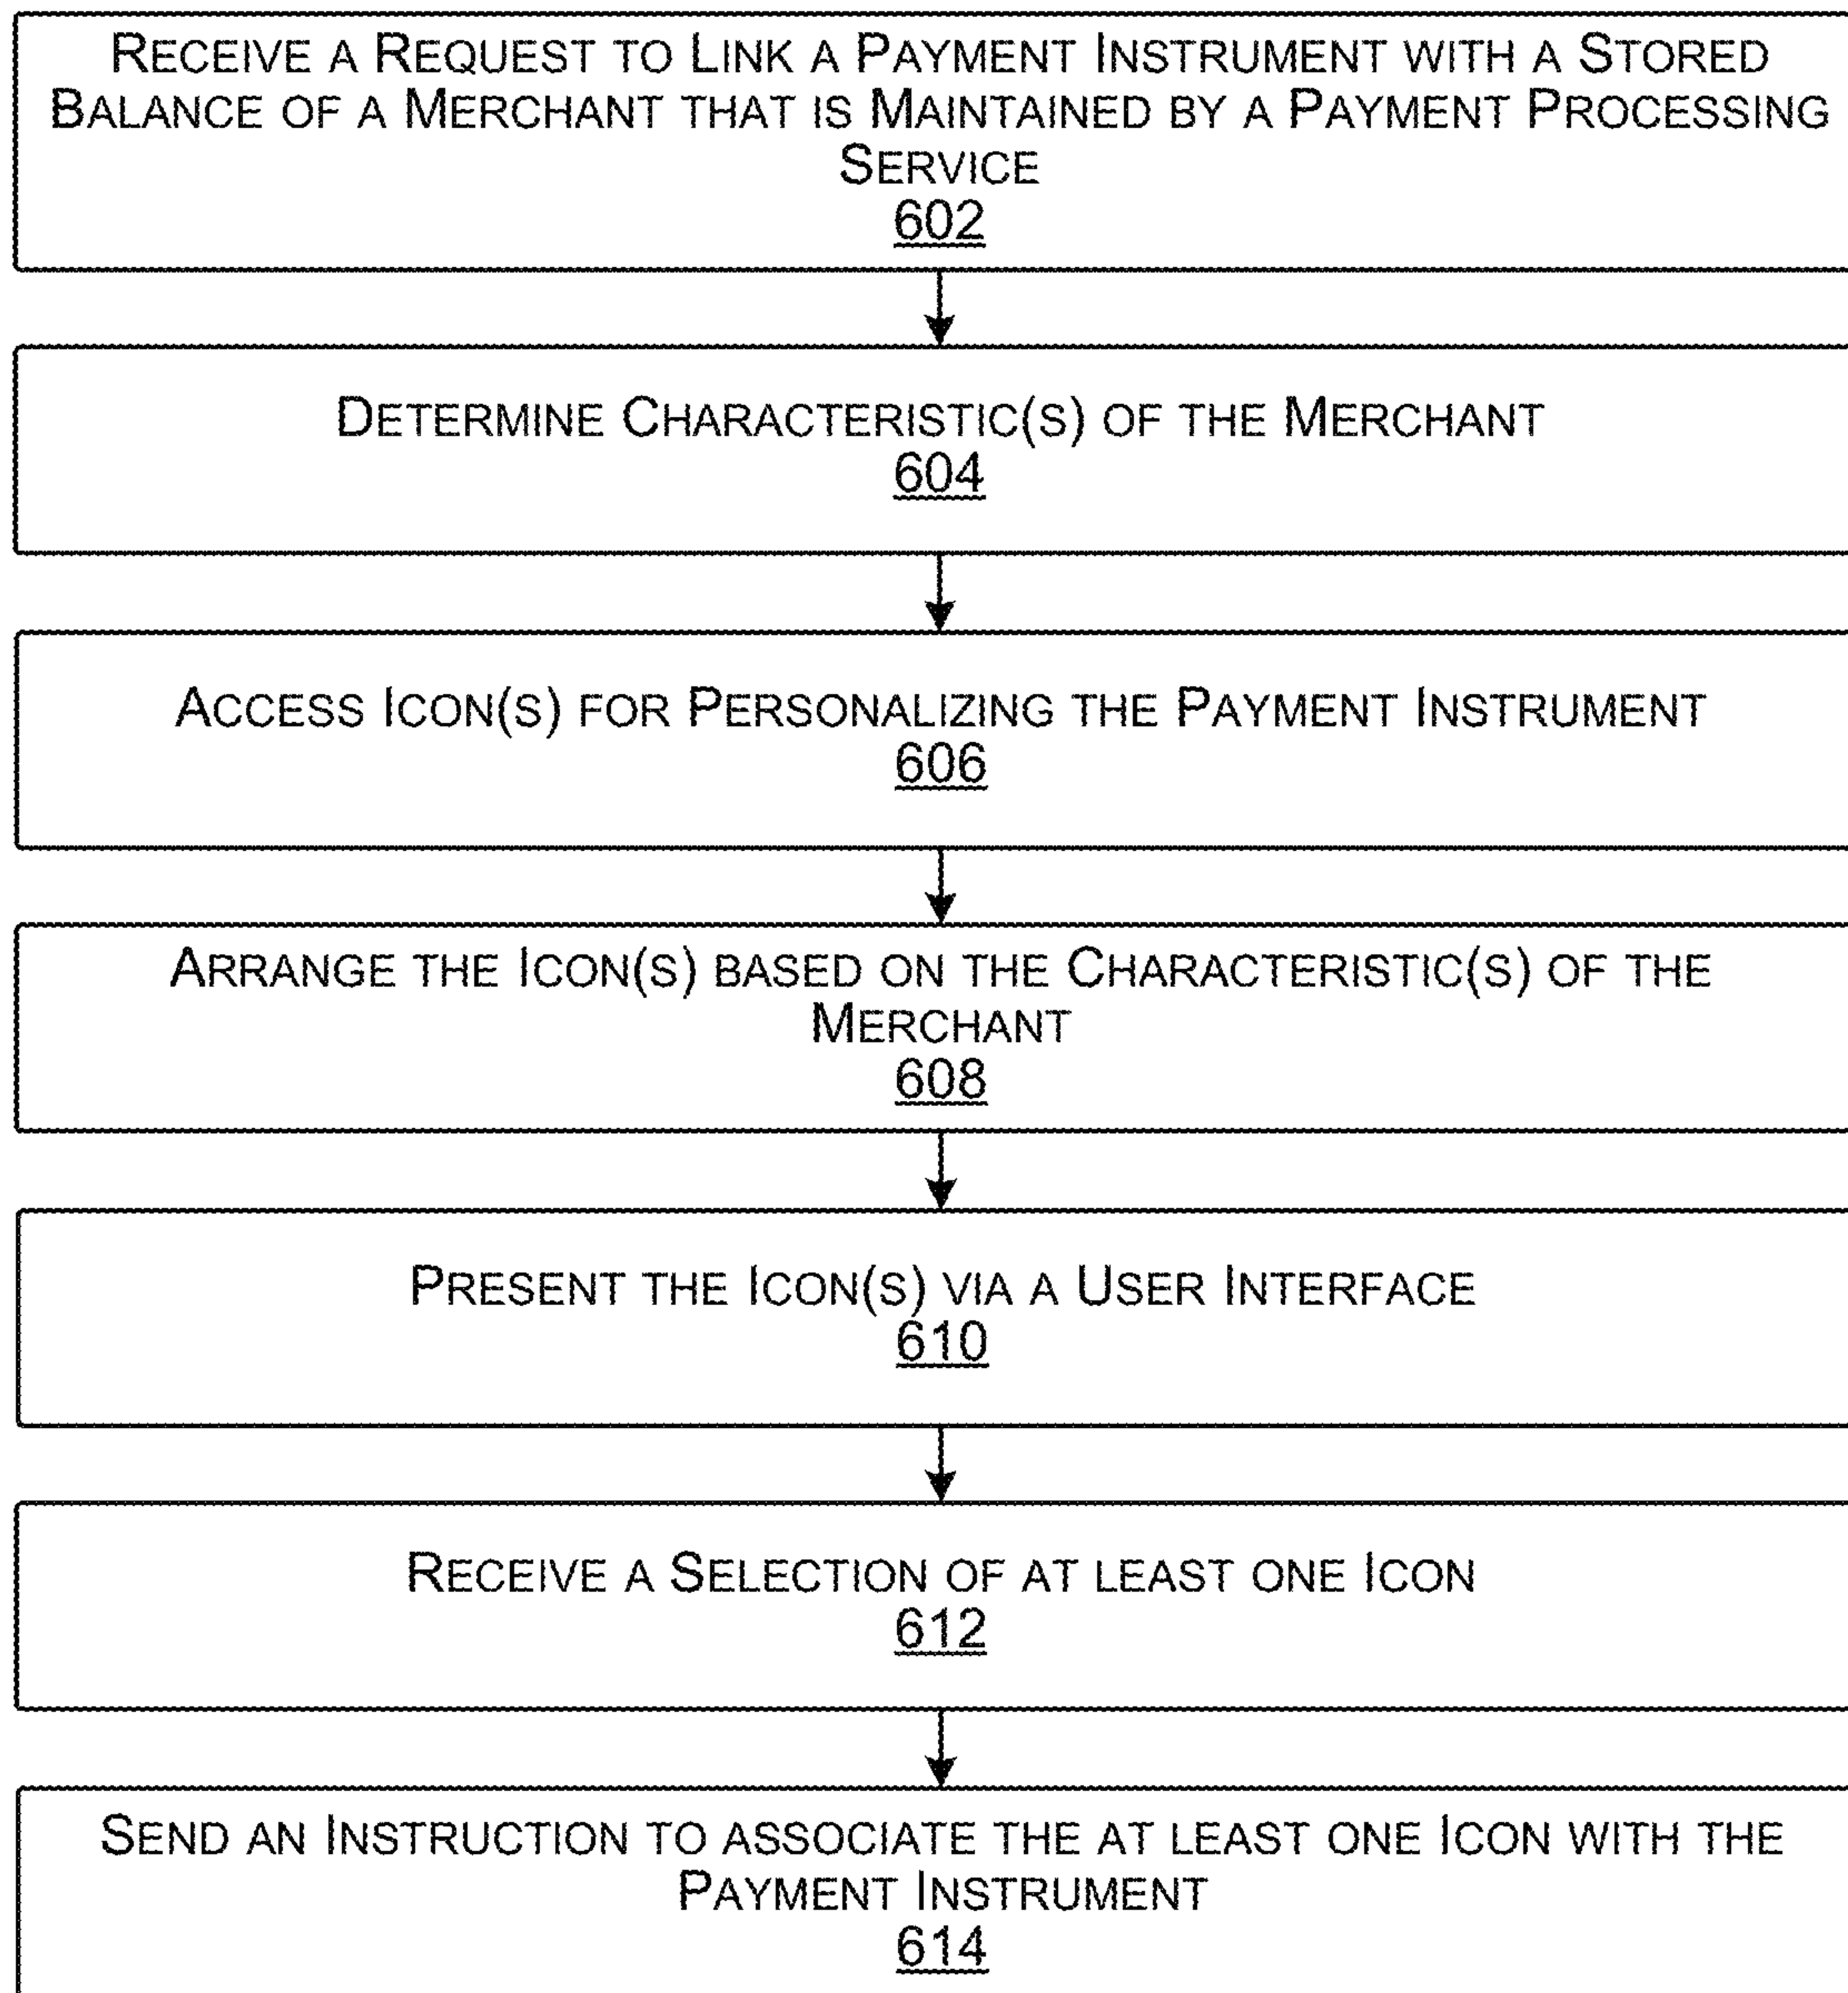 RECEIVE A REQUEST TO LINK A PAYMENT INSTRUMENT WITH A STORED
BALANCE OF A MERCHANT THAT IS MAINTAINED BY A PAYMENT PROCESSING
SERVICE
602
DETERMINE CHARACTERISTIC(S) OF THE MERCHANT
604
ACCESS ICON(S) FOR PERSONALIZING THE PAYMENT INSTRUMENT
606
ARRANGE THE ICON(S) BASED ON THE CHARACTERISTIC(S) OF THE
MERCHANT
608
PRESENT THE ICON(S) VIA A USER INTERFACE
610
RECEIVE A SELECTION OF AT LEAST ONE ICON
612
SEND AN INSTRUCTION TO ASSOCIATE THE AT LEAST ONE ICON WITH THE
PAYMENT INSTRUMENT
614